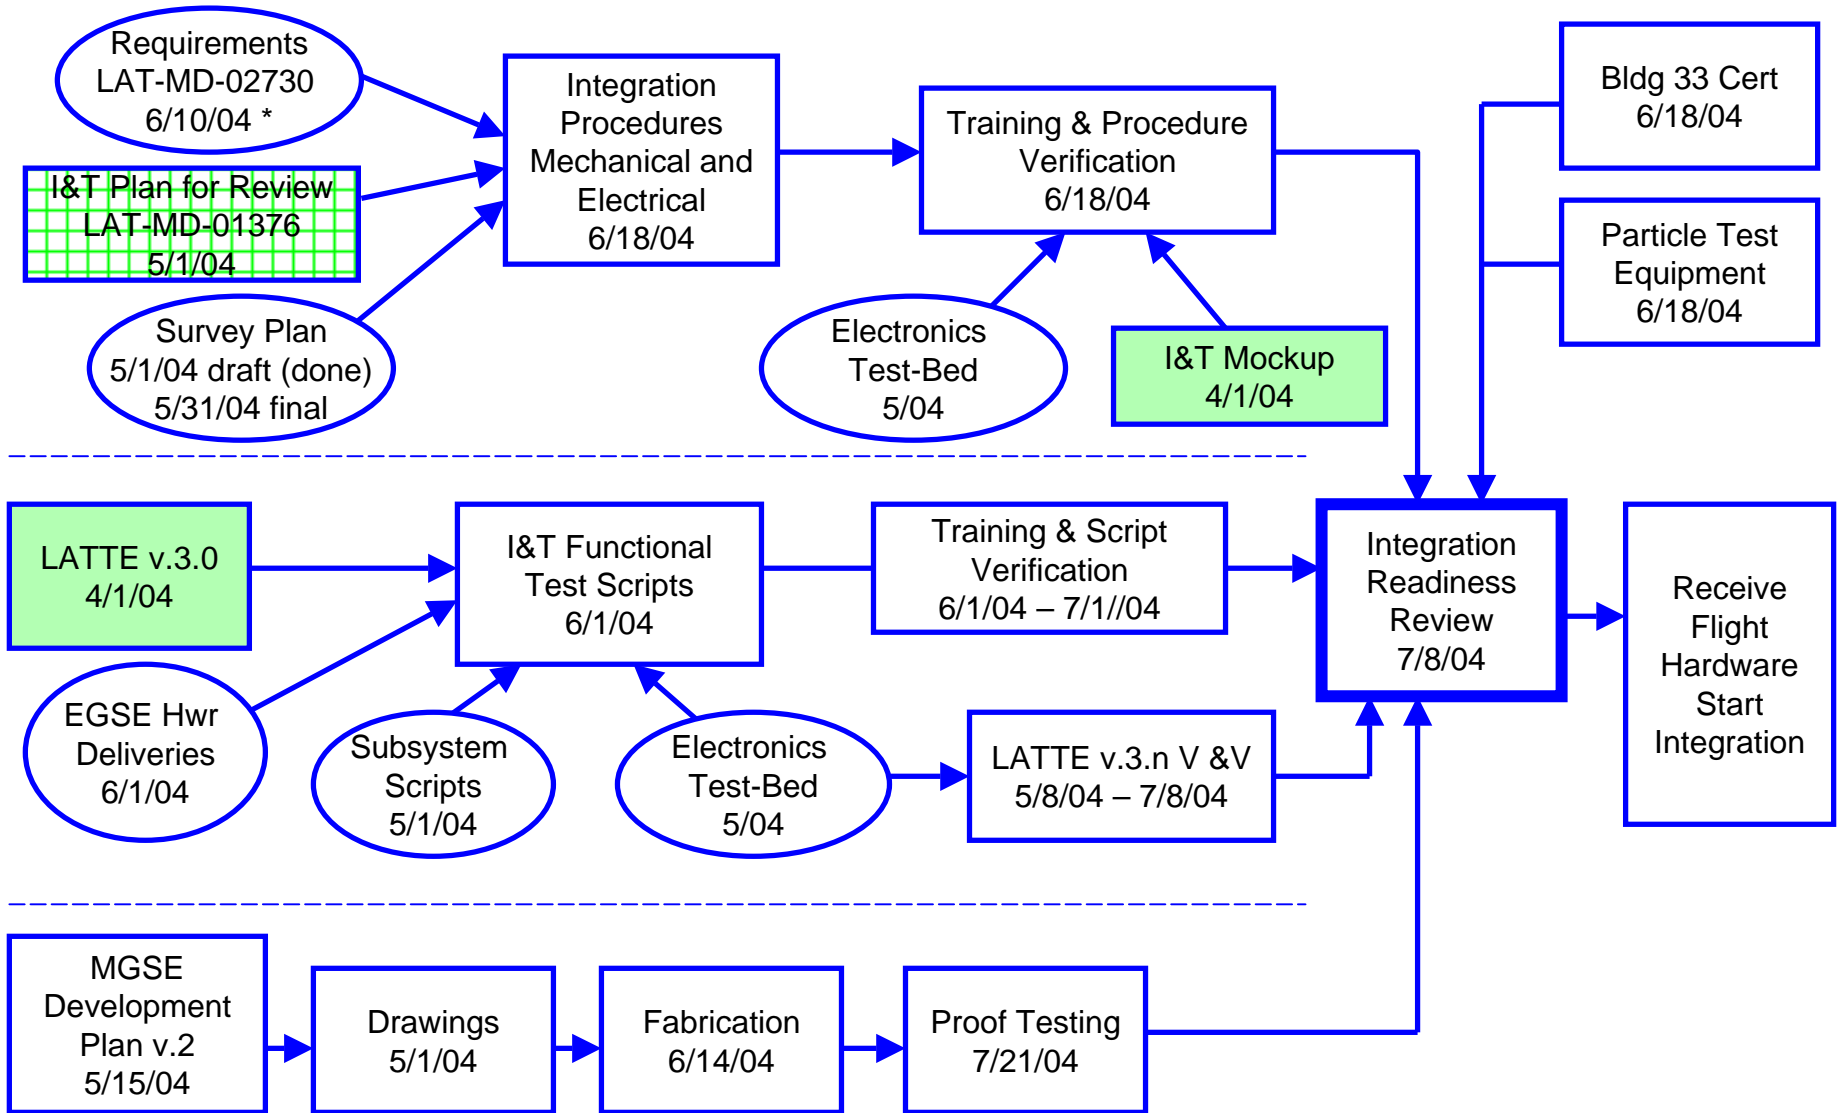 Requirements
LAT-MD-02730
6/10/04 *
I&T Plan for Review
LAT-MD-01376
5/1/04
Survey Plan
5/1/04 draft (done)
5/31/04 final
Integration
Procedures
Mechanical and
Electrical
6/18/04
Training & Procedure
Verification
6/18/04
Electronics
Test-Bed
5/04
I&T Mockup
4/1/04
Bldg 33 Cert
6/18/04
Particle Test
Equipment
6/18/04
LATTE v.3.0
4/1/04
EGSE Hwr
Deliveries
6/1/04
I&T Functional
Test Scripts
6/1/04
Subsystem
Scripts
5/1/04
Electronics
Test-Bed
5/04
Training & Script
Verification
6/1/04 – 7/1//04
LATTE v.3.n V &V
5/8/04 – 7/8/04
Integration
Readiness
Review
7/8/04
Receive
Flight
Hardware
Start
Integration
MGSE
Development
Plan v.2
5/15/04
Drawings
5/1/04
Fabrication
6/14/04
Proof Testing
7/21/04